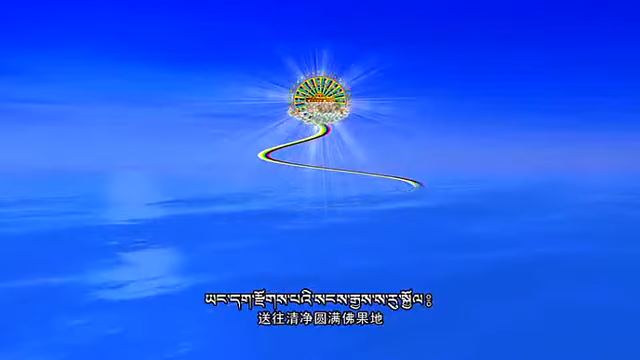 ཡང་དག་རྫོགས་པའི་སངས་རྒྱས་ས་རུ་སྐྱོལ༔
送往清净圆满佛果地